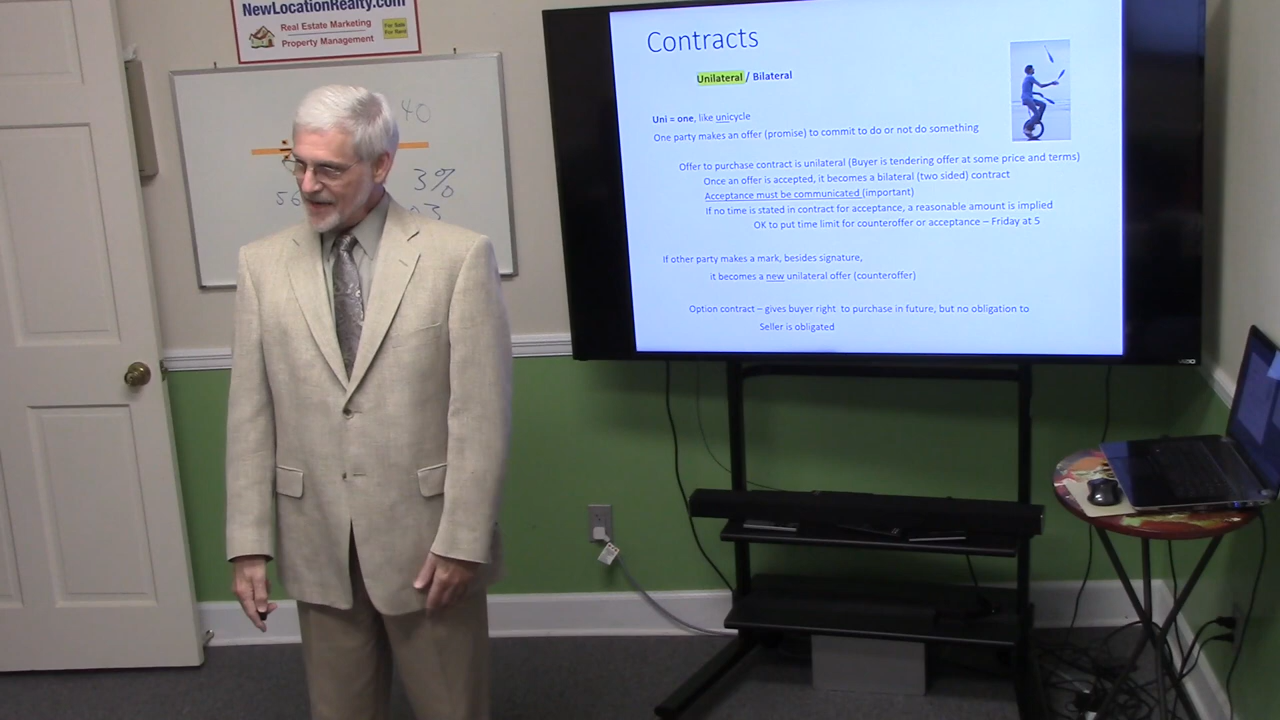 NewLocationRealty.com
Real Estate Marketing
Property Management
For Sale
For Rent
40
3%
56
03
Contracts
Unilateral / Bilateral
Uni = one, like unicycle
One party makes an offer (promise) to commit to do or not do something
Offer to purchase contract is unilateral (Buyer is tendering offer at some price and terms)
Once an offer is accepted, it becomes a bilateral (two sided) contract
Acceptance must be communicated (important)
If no time is stated in contract for acceptance, a reasonable amount is implied
OK to put time limit for counteroffer or acceptance – Friday at 5
If other party makes a mark, besides signature,
it becomes a new unilateral offer (counteroffer)
Option contract – gives buyer right to purchase in future, but no obligation to
Seller is obligated
VIZIO